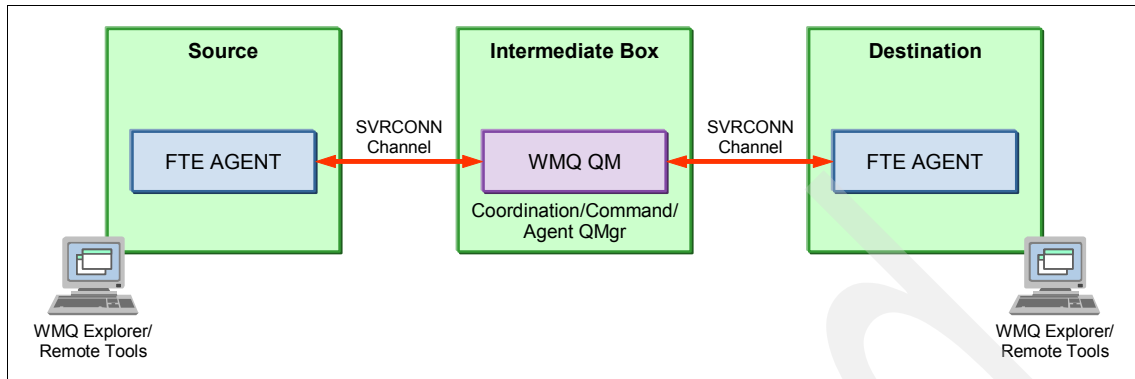 Source
Intermediate Box
Destination
SVRCONN
Channel
SVRCONN
Channel
FTE AGENT
WMQ QM
FTE AGENT
Coordination/Command/
Agent QMgr
WMQ Explorer/
Remote Tools
WMQ Explorer/
Remote Tools